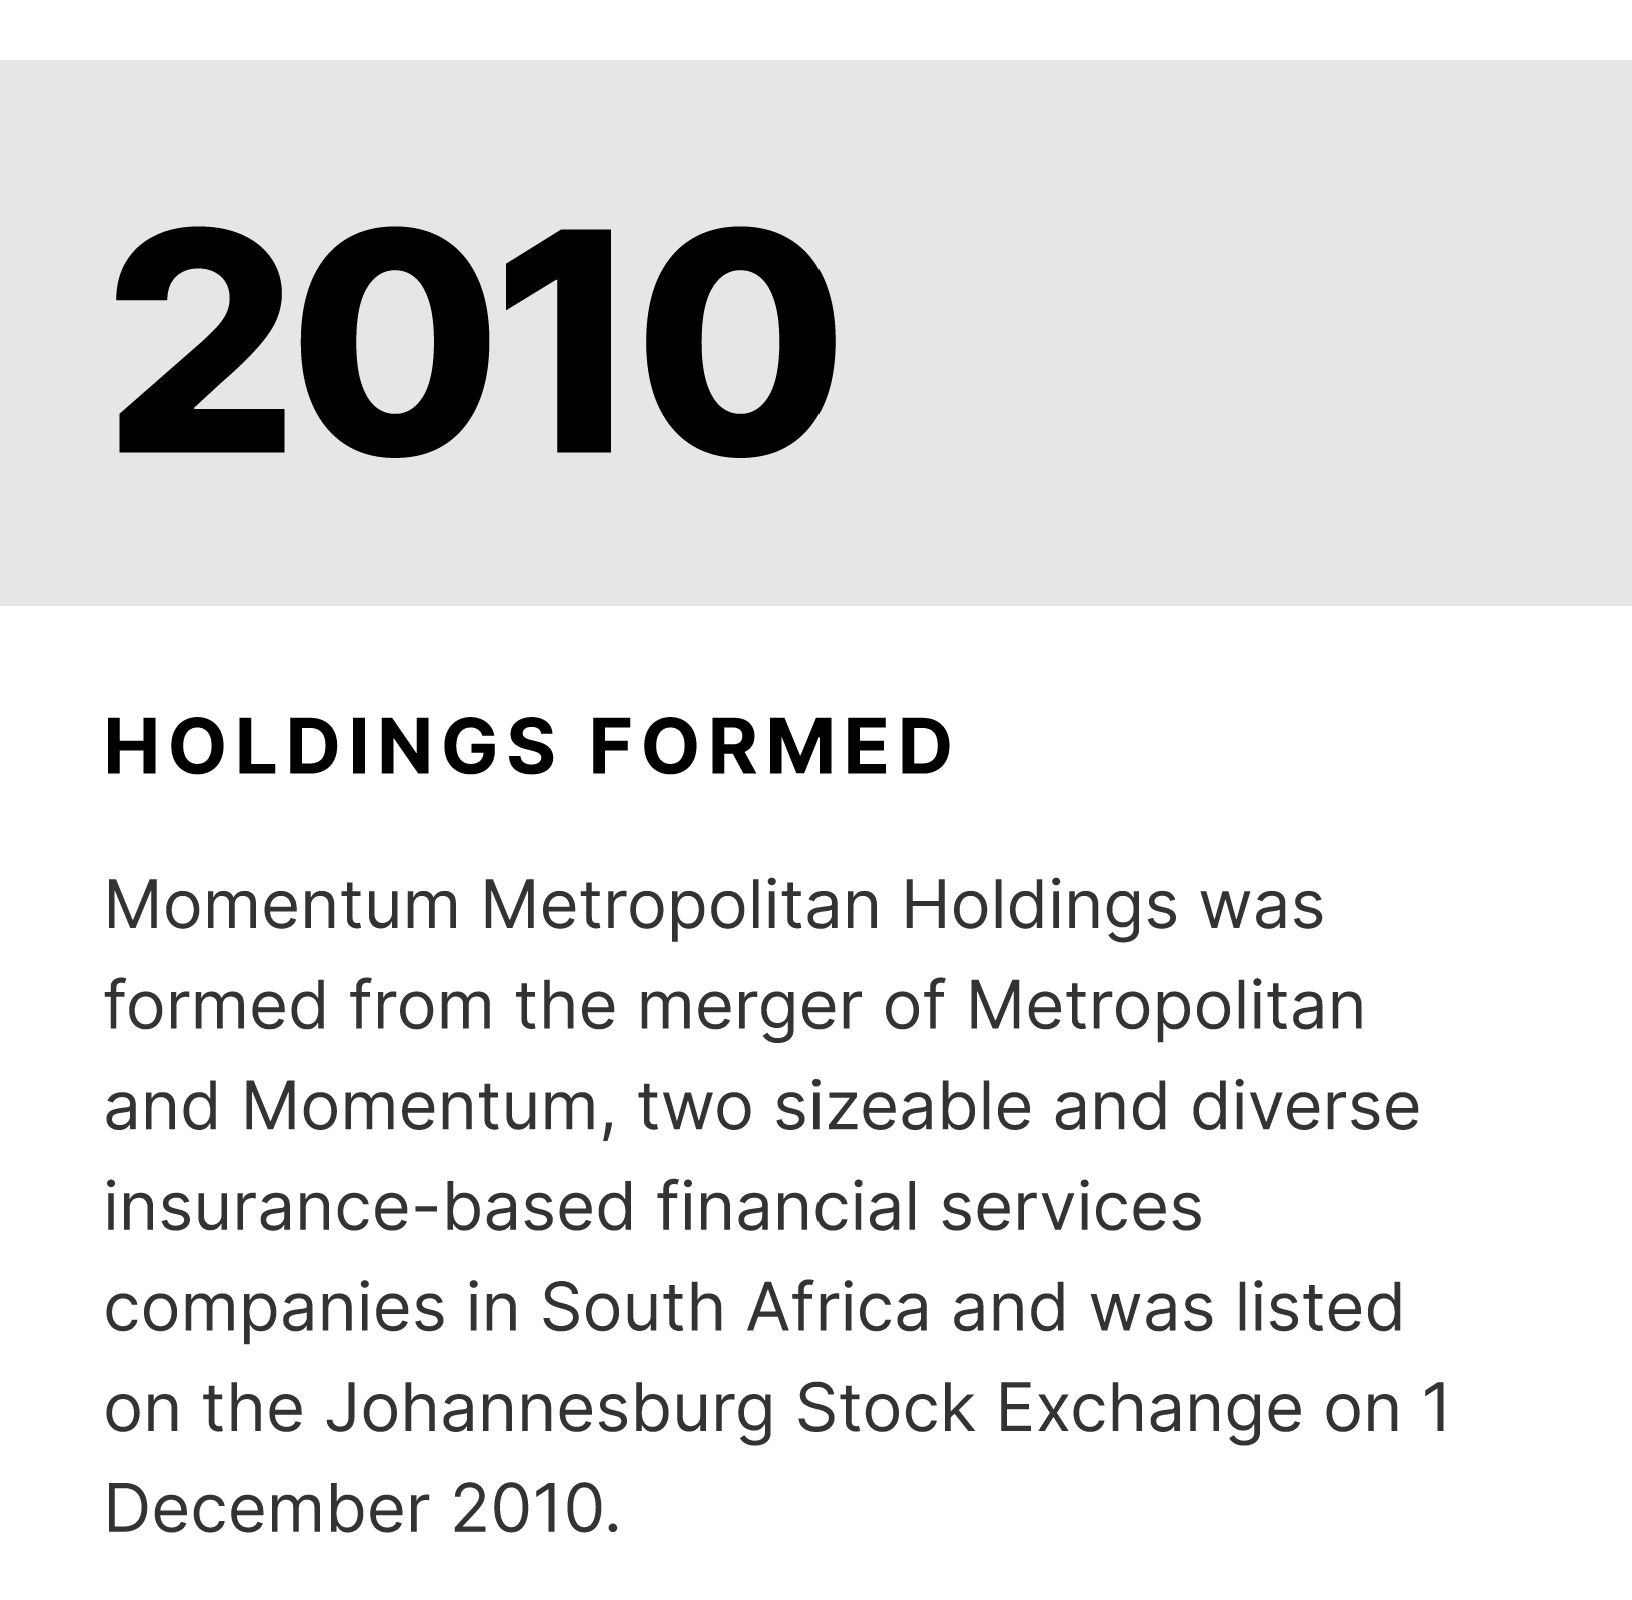 2010
HOLDINGS FORMED
Momentum Metropolitan Holdings was
formed from the merger of Metropolitan
and Momentum, two sizeable and diverse
insurance-based financial services
companies in South Africa and was listed
on the Johannesburg Stock Exchange on 1
December 2010.